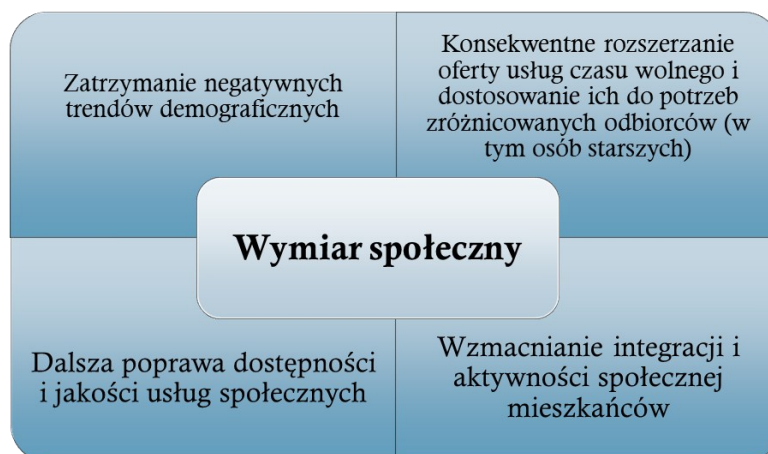 Zatrzymanie negatywnych
trendów demograficznych
Konsekwentne rozszerzanie
oferty usług czasu wolnego i
dostosowanie ich do potrzeb
zróżnicowanych odbiorców (w
tym osób starszych)
Wymiar społeczny
Dalsza poprawa dostępności
i jakości usług społecznych
Wzmacnianie integracji i
aktywności społecznej
mieszkańców